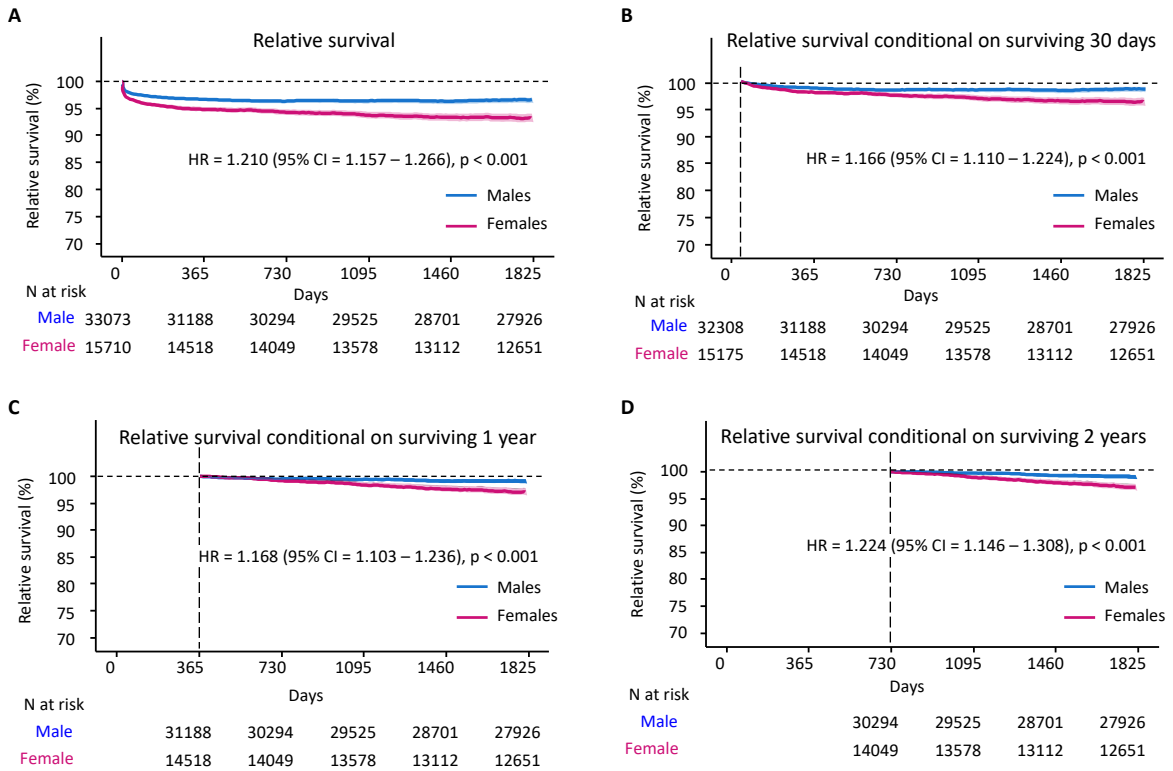 A
Relative survival
Relative survival (%)
100
95
90
85
80
75
70
HR = 1.210 (95% CI = 1.157 – 1.266), p < 0.001
Males
Females
0 365 730 1095 1460 1825
Days
N at risk
Male 33073 31188 30294 29525 28701 27926
Female 15710 14518 14049 13578 13112 12651
B
Relative survival conditional on surviving 30 days
Relative survival (%)
100
95
90
85
80
75
70
HR = 1.166 (95% CI = 1.110 – 1.224), p < 0.001
Males
Females
0 365 730 1095 1460 1825
Days
N at risk
Male 32308 31188 30294 29525 28701 27926
Female 15175 14518 14049 13578 13112 12651
C
Relative survival conditional on surviving 1 year
Relative survival (%)
100
95
90
85
80
75
70
HR = 1.168 (95% CI = 1.103 – 1.236), p < 0.001
Males
Females
0 365 730 1095 1460 1825
Days
N at risk
Male 31188 30294 29525 28701 27926
Female 14518 14049 13578 13112 12651
D
Relative survival conditional on surviving 2 years
Relative survival (%)
100
95
90
85
80
75
70
HR = 1.224 (95% CI = 1.146 – 1.308), p < 0.001
Males
Females
0 365 730 1095 1460 1825
Days
N at risk
Male 30294 29525 28701 27926
Female 14049 13578 13112 12651